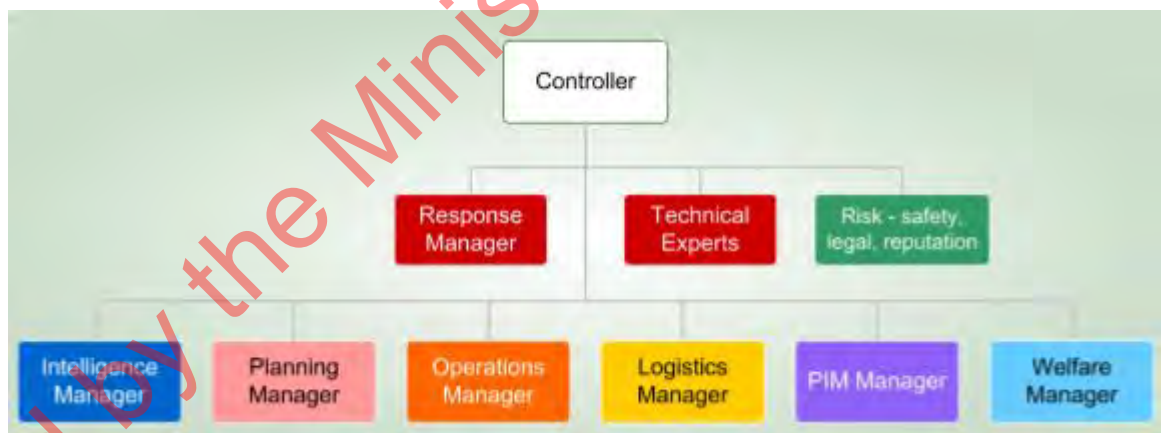 Controller
Response
Manager
Technical
Experts
Risk - safety,
legal, reputation
Intelligence
Manager
Planning
Manager
Operations
Manager
Logistics
Manager
PIM Manager
Welfare
Manager
by the Minis